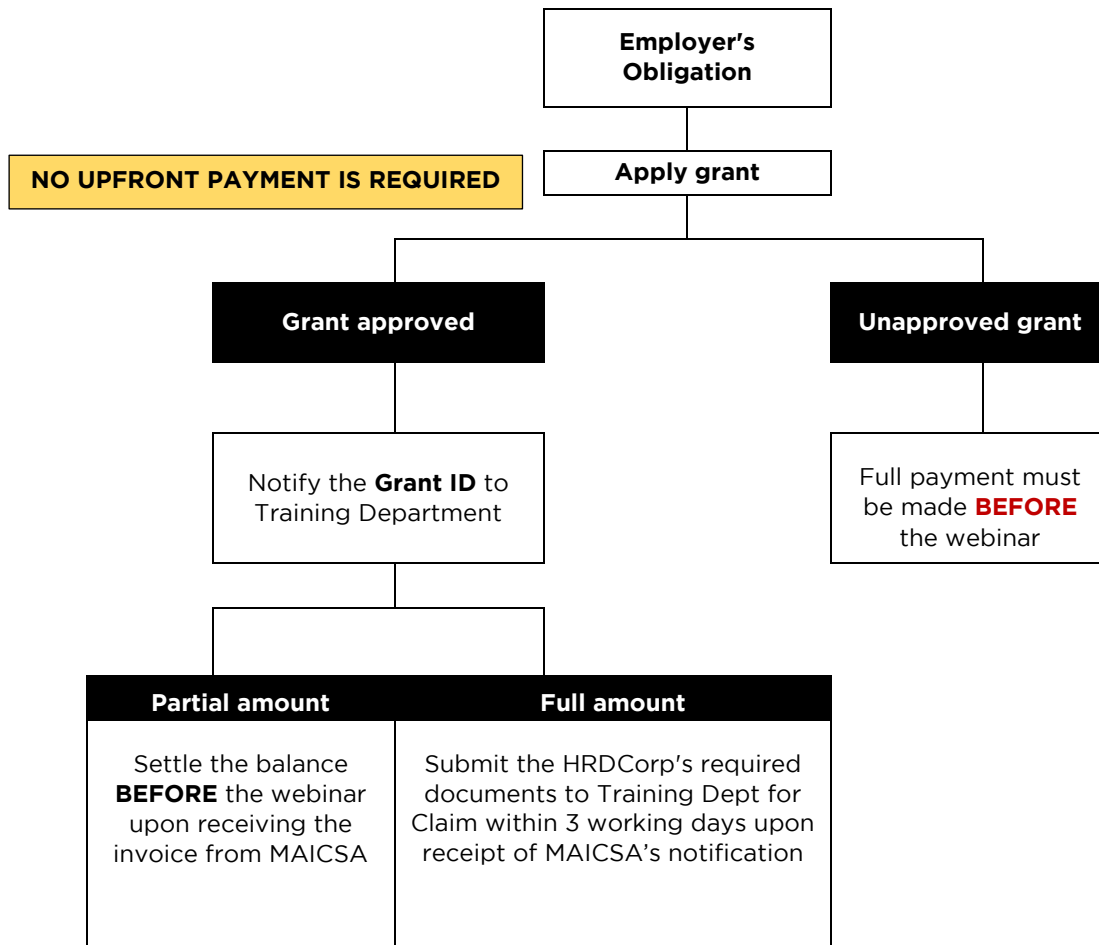 Employer's
Obligation
NO UPFRONT PAYMENT IS REQUIRED
Apply grant
Grant approved
Unapproved grant
Notify the Grant ID to
Training Department
Full payment must
be made BEFORE
the webinar
Partial amount
Full amount
Settle the balance
BEFORE the webinar
upon receiving the
invoice from MAICSA
Submit the HRDCorp's required
documents to Training Dept for
Claim within 3 working days upon
receipt of MAICSA’s notification